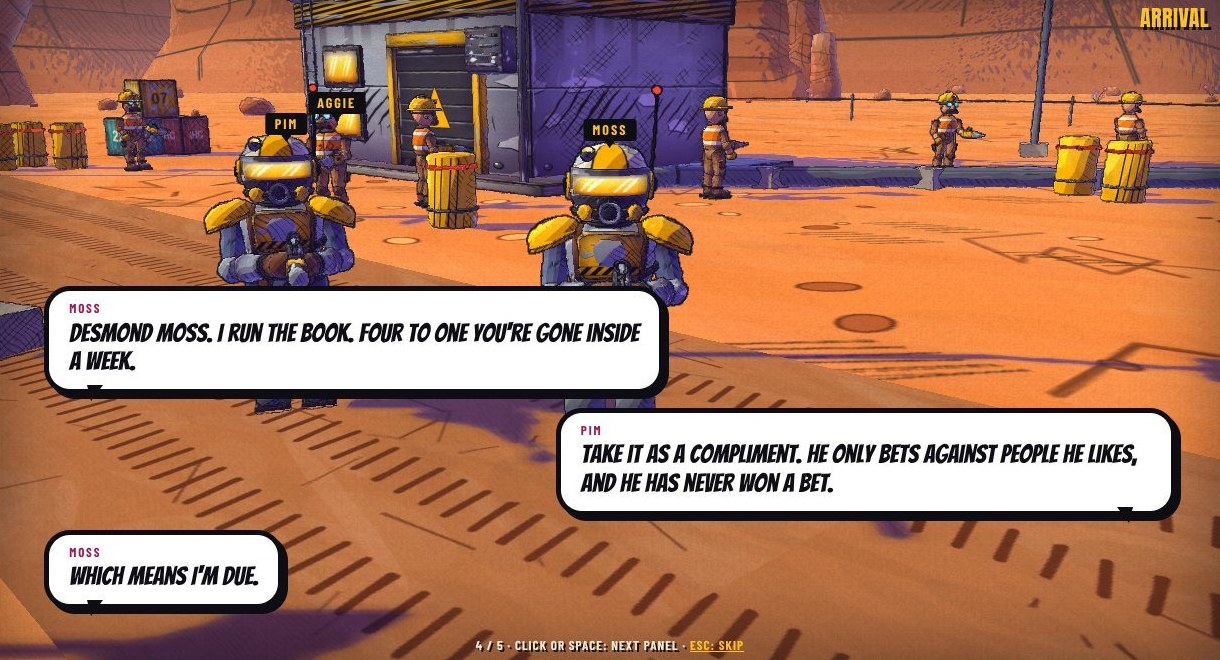 ARRIVAL
07
AGGIE
PIM
MOSS
MOSS
DESMOND MOSS. I RUN THE BOOK. FOUR TO ONE YOU'RE GONE INSIDE
A WEEK.
PIM
TAKE IT AS A COMPLIMENT. HE ONLY BETS AGAINST PEOPLE HE LIKES,
AND HE HAS NEVER WON A BET.
MOSS
WHICH MEANS I'M DUE.
4 / 5 · CLICK OR SPACE: NEXT PANEL · ESC: SKIP